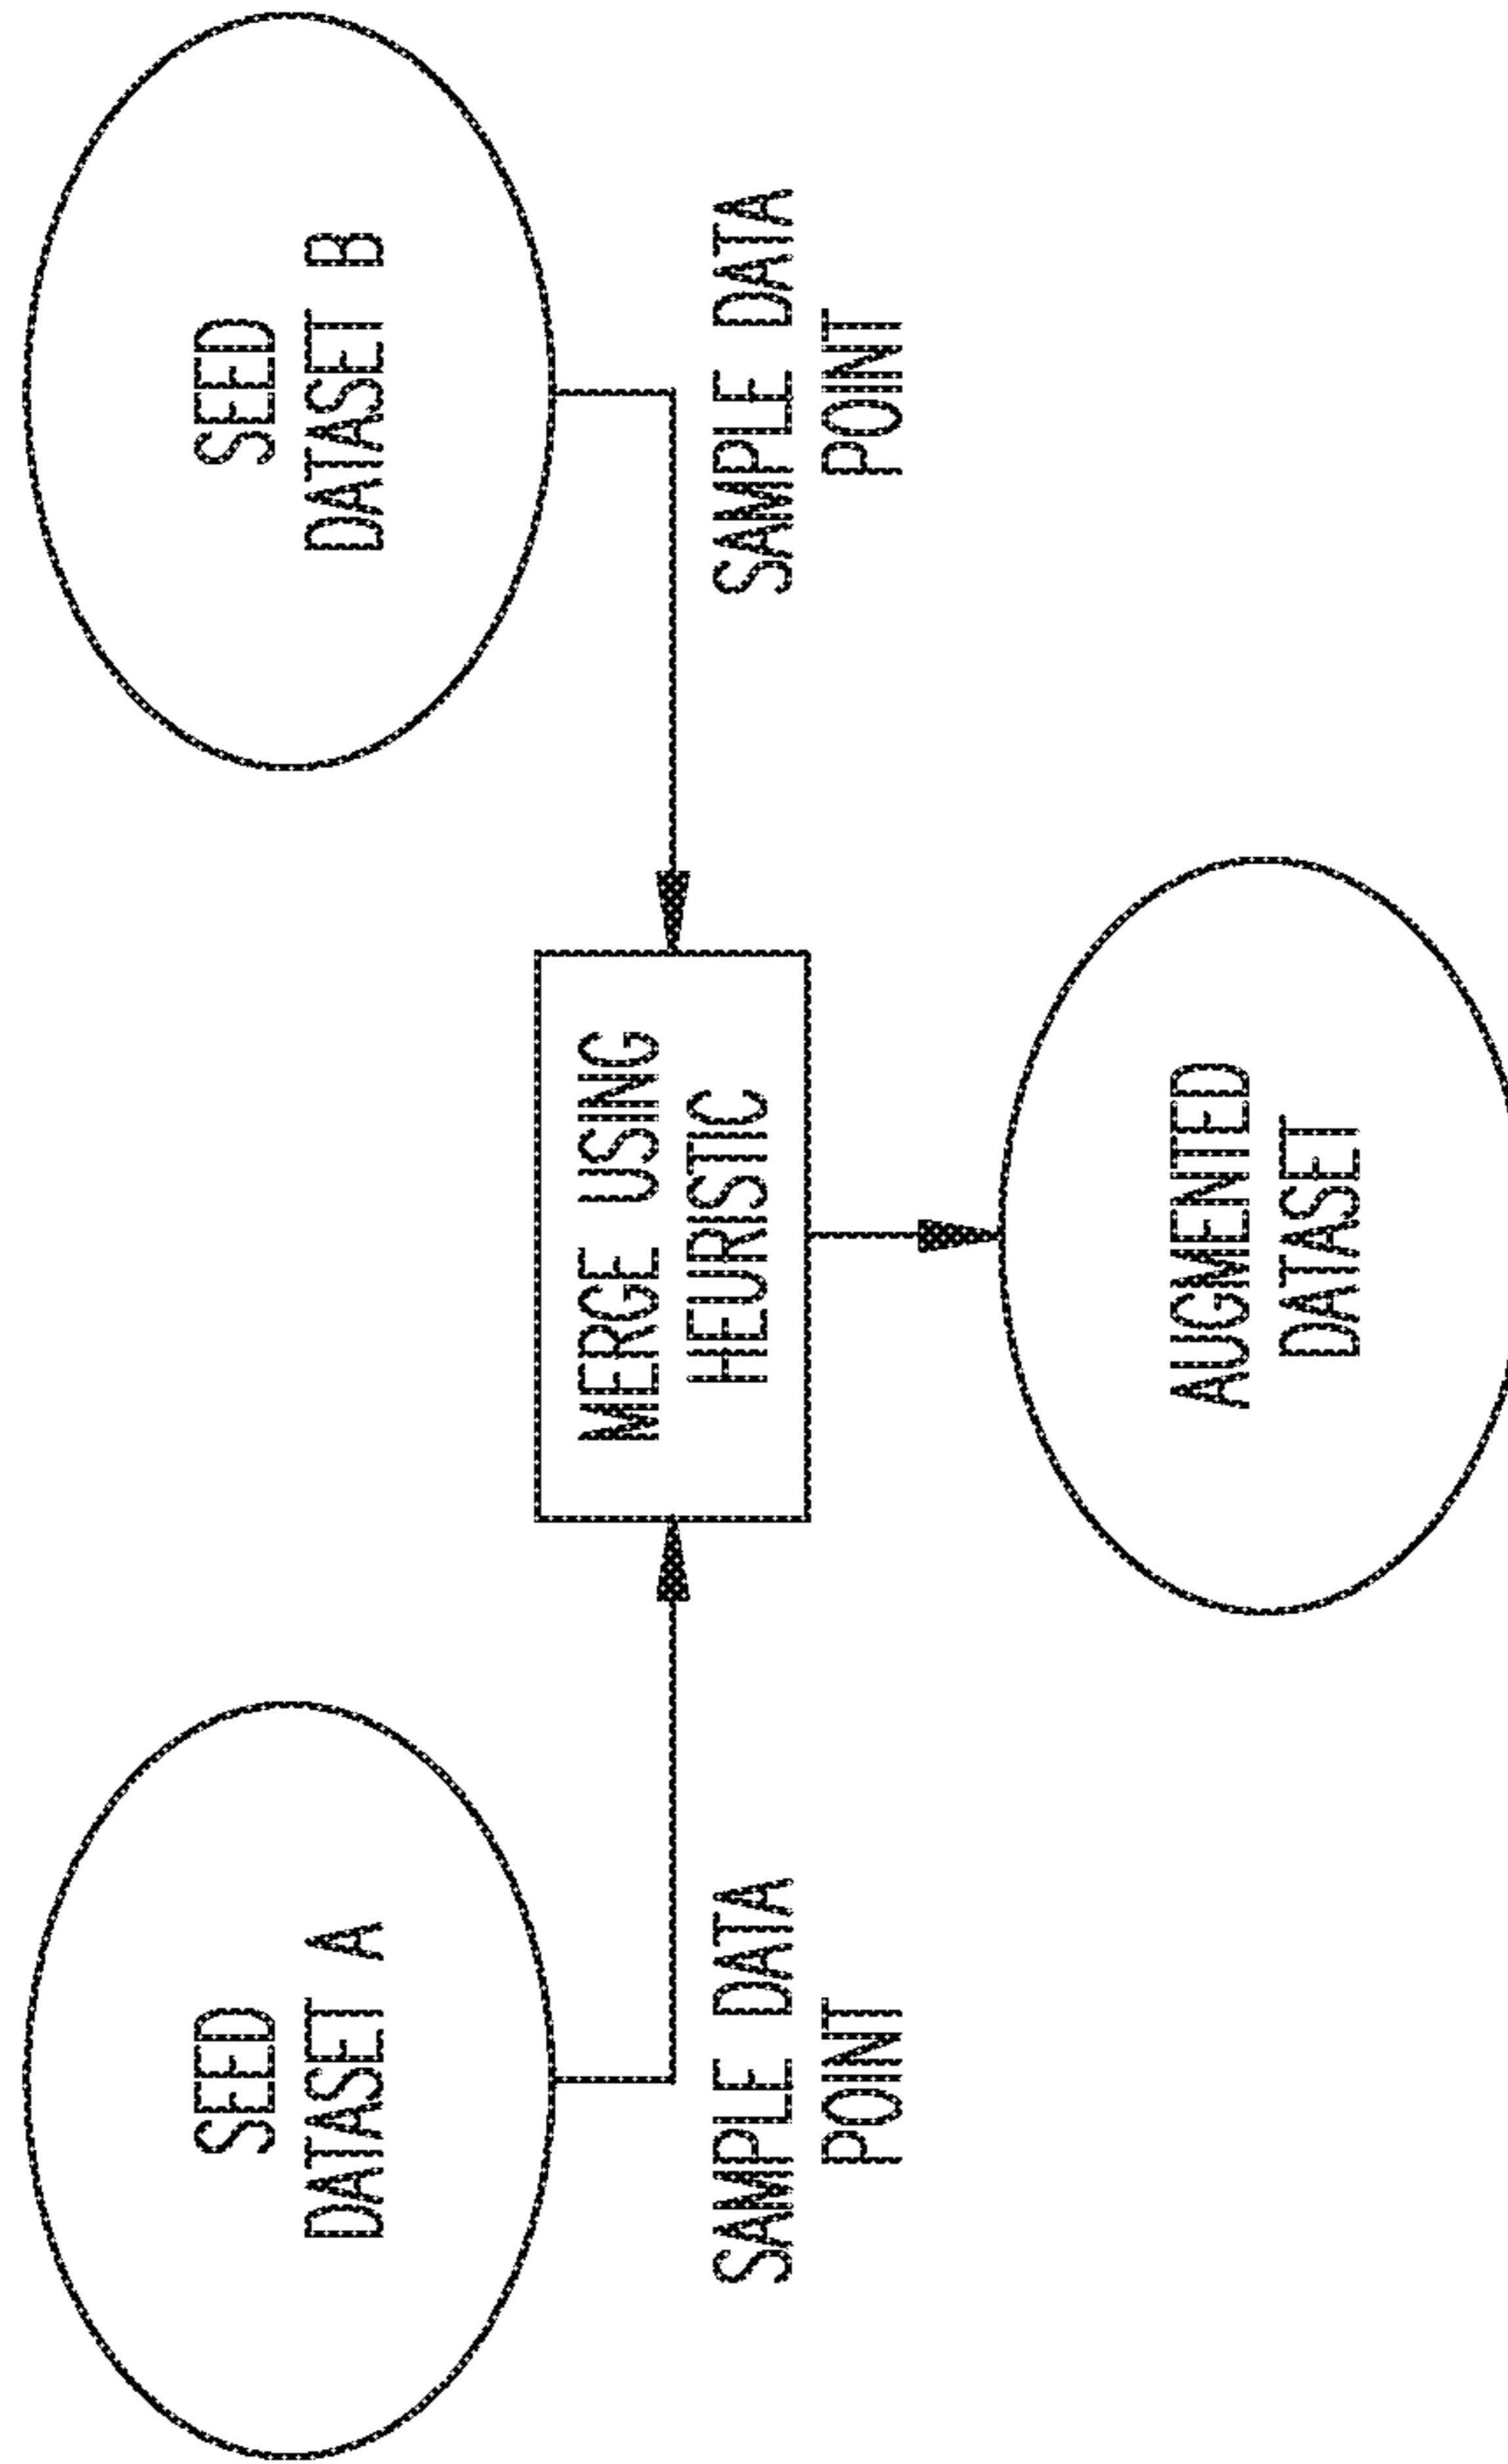 SEED
DATASET A
SEED
DATASET B
SAMPLE DATA
POINT
MERGE USING
HEURISTIC
SAMPLE DATA
POINT
AUGMENTED
DATASET